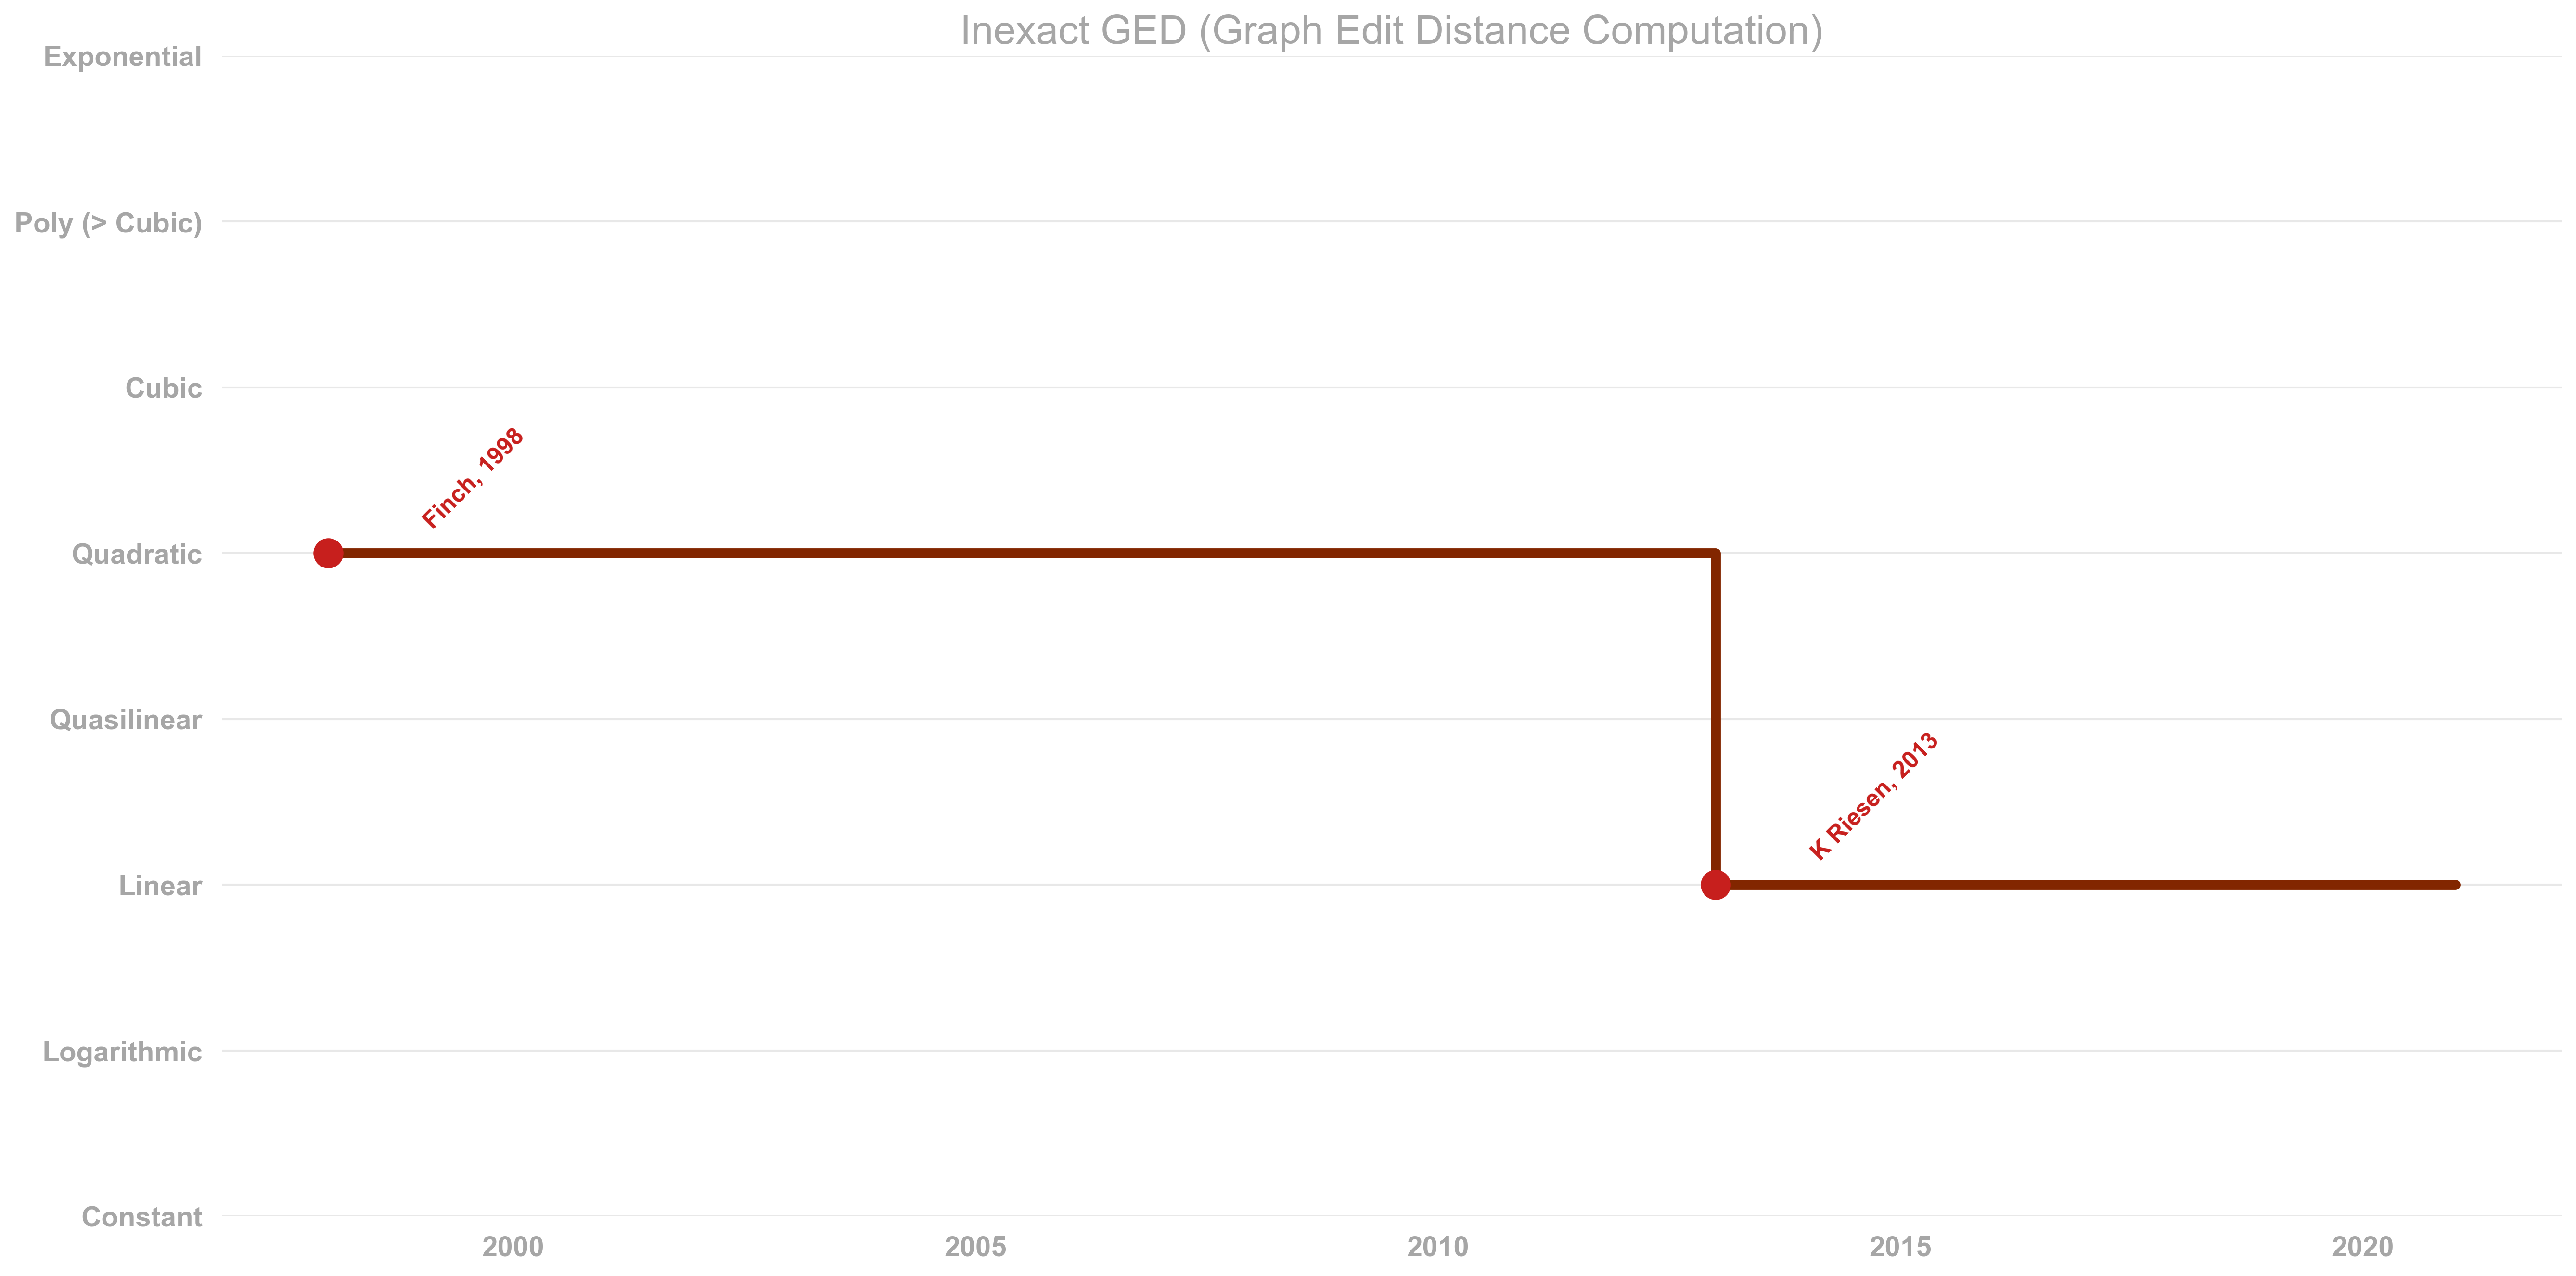 Inexact GED (Graph Edit Distance Computation)
Exponential
Poly (> Cubic)
Cubic
Finch, 1998
Quadratic
Quasilinear
K Riesen, 2013
Linear
Logarithmic
Constant
2000 2005 2010 2015 2020